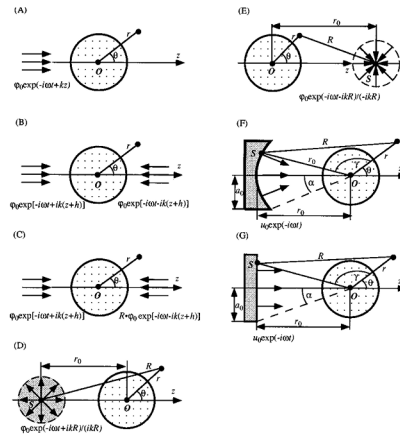 (A)
r
θ
z
O
φ₀exp(-iωt+kz)
(B)
r
θ
z
O
φ₀exp[-iωt+ik(z+h)]
φ₀exp[-iωt-ik(z+h)]
(C)
r
θ
z
O
φ₀exp[-iωt+ik(z+h)]
R•φ₀exp[-iωt-ik(z+h)]
(D)
r₀
R
r
S
θ
z
O
φ₀exp(-iωt+ikR)/(ikR)
(E)
r₀
r
R
θ
O
z
S
φ₀exp(-iωt-ikR)/(-ikR)
(F)
S
R
r
r₀
γ
θ
z
α
O
a₀
r₀
u₀exp(-iωt)
(G)
S
R
r
γ
θ
z
α
O
a₀
r₀
u₀exp(-iωt)